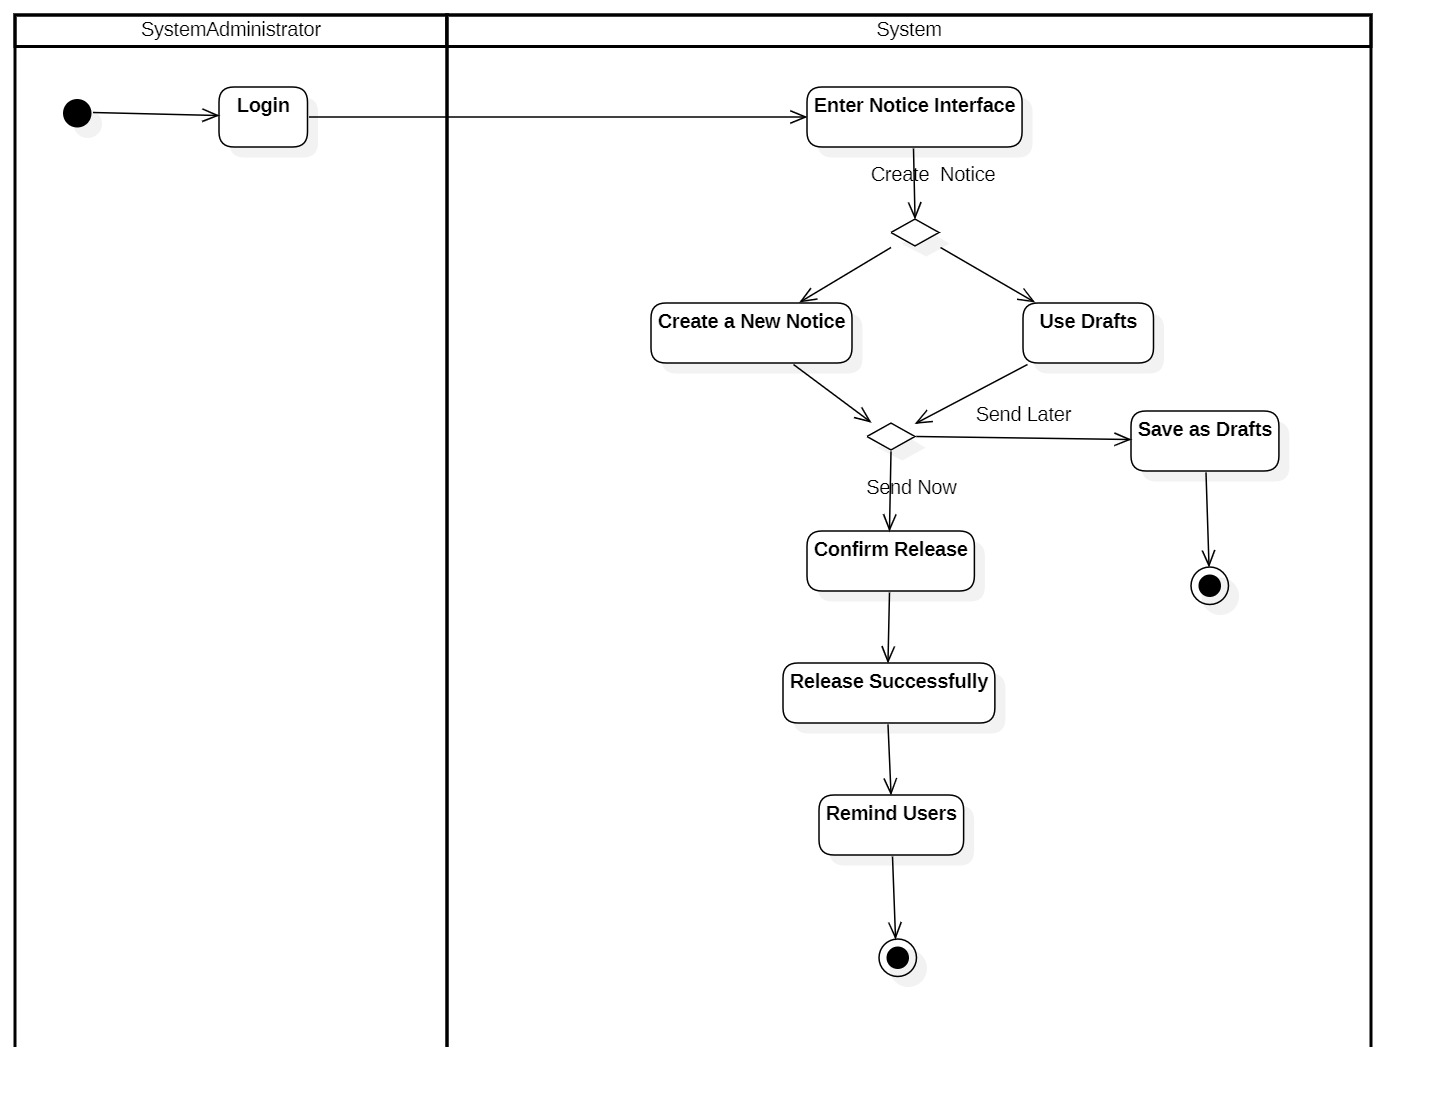 SystemAdministrator
System
Login
Enter Notice Interface
Create  Notice
Create a New Notice
Use Drafts
Send Later
Save as Drafts
Send Now
Confirm Release
Release Successfully
Remind Users